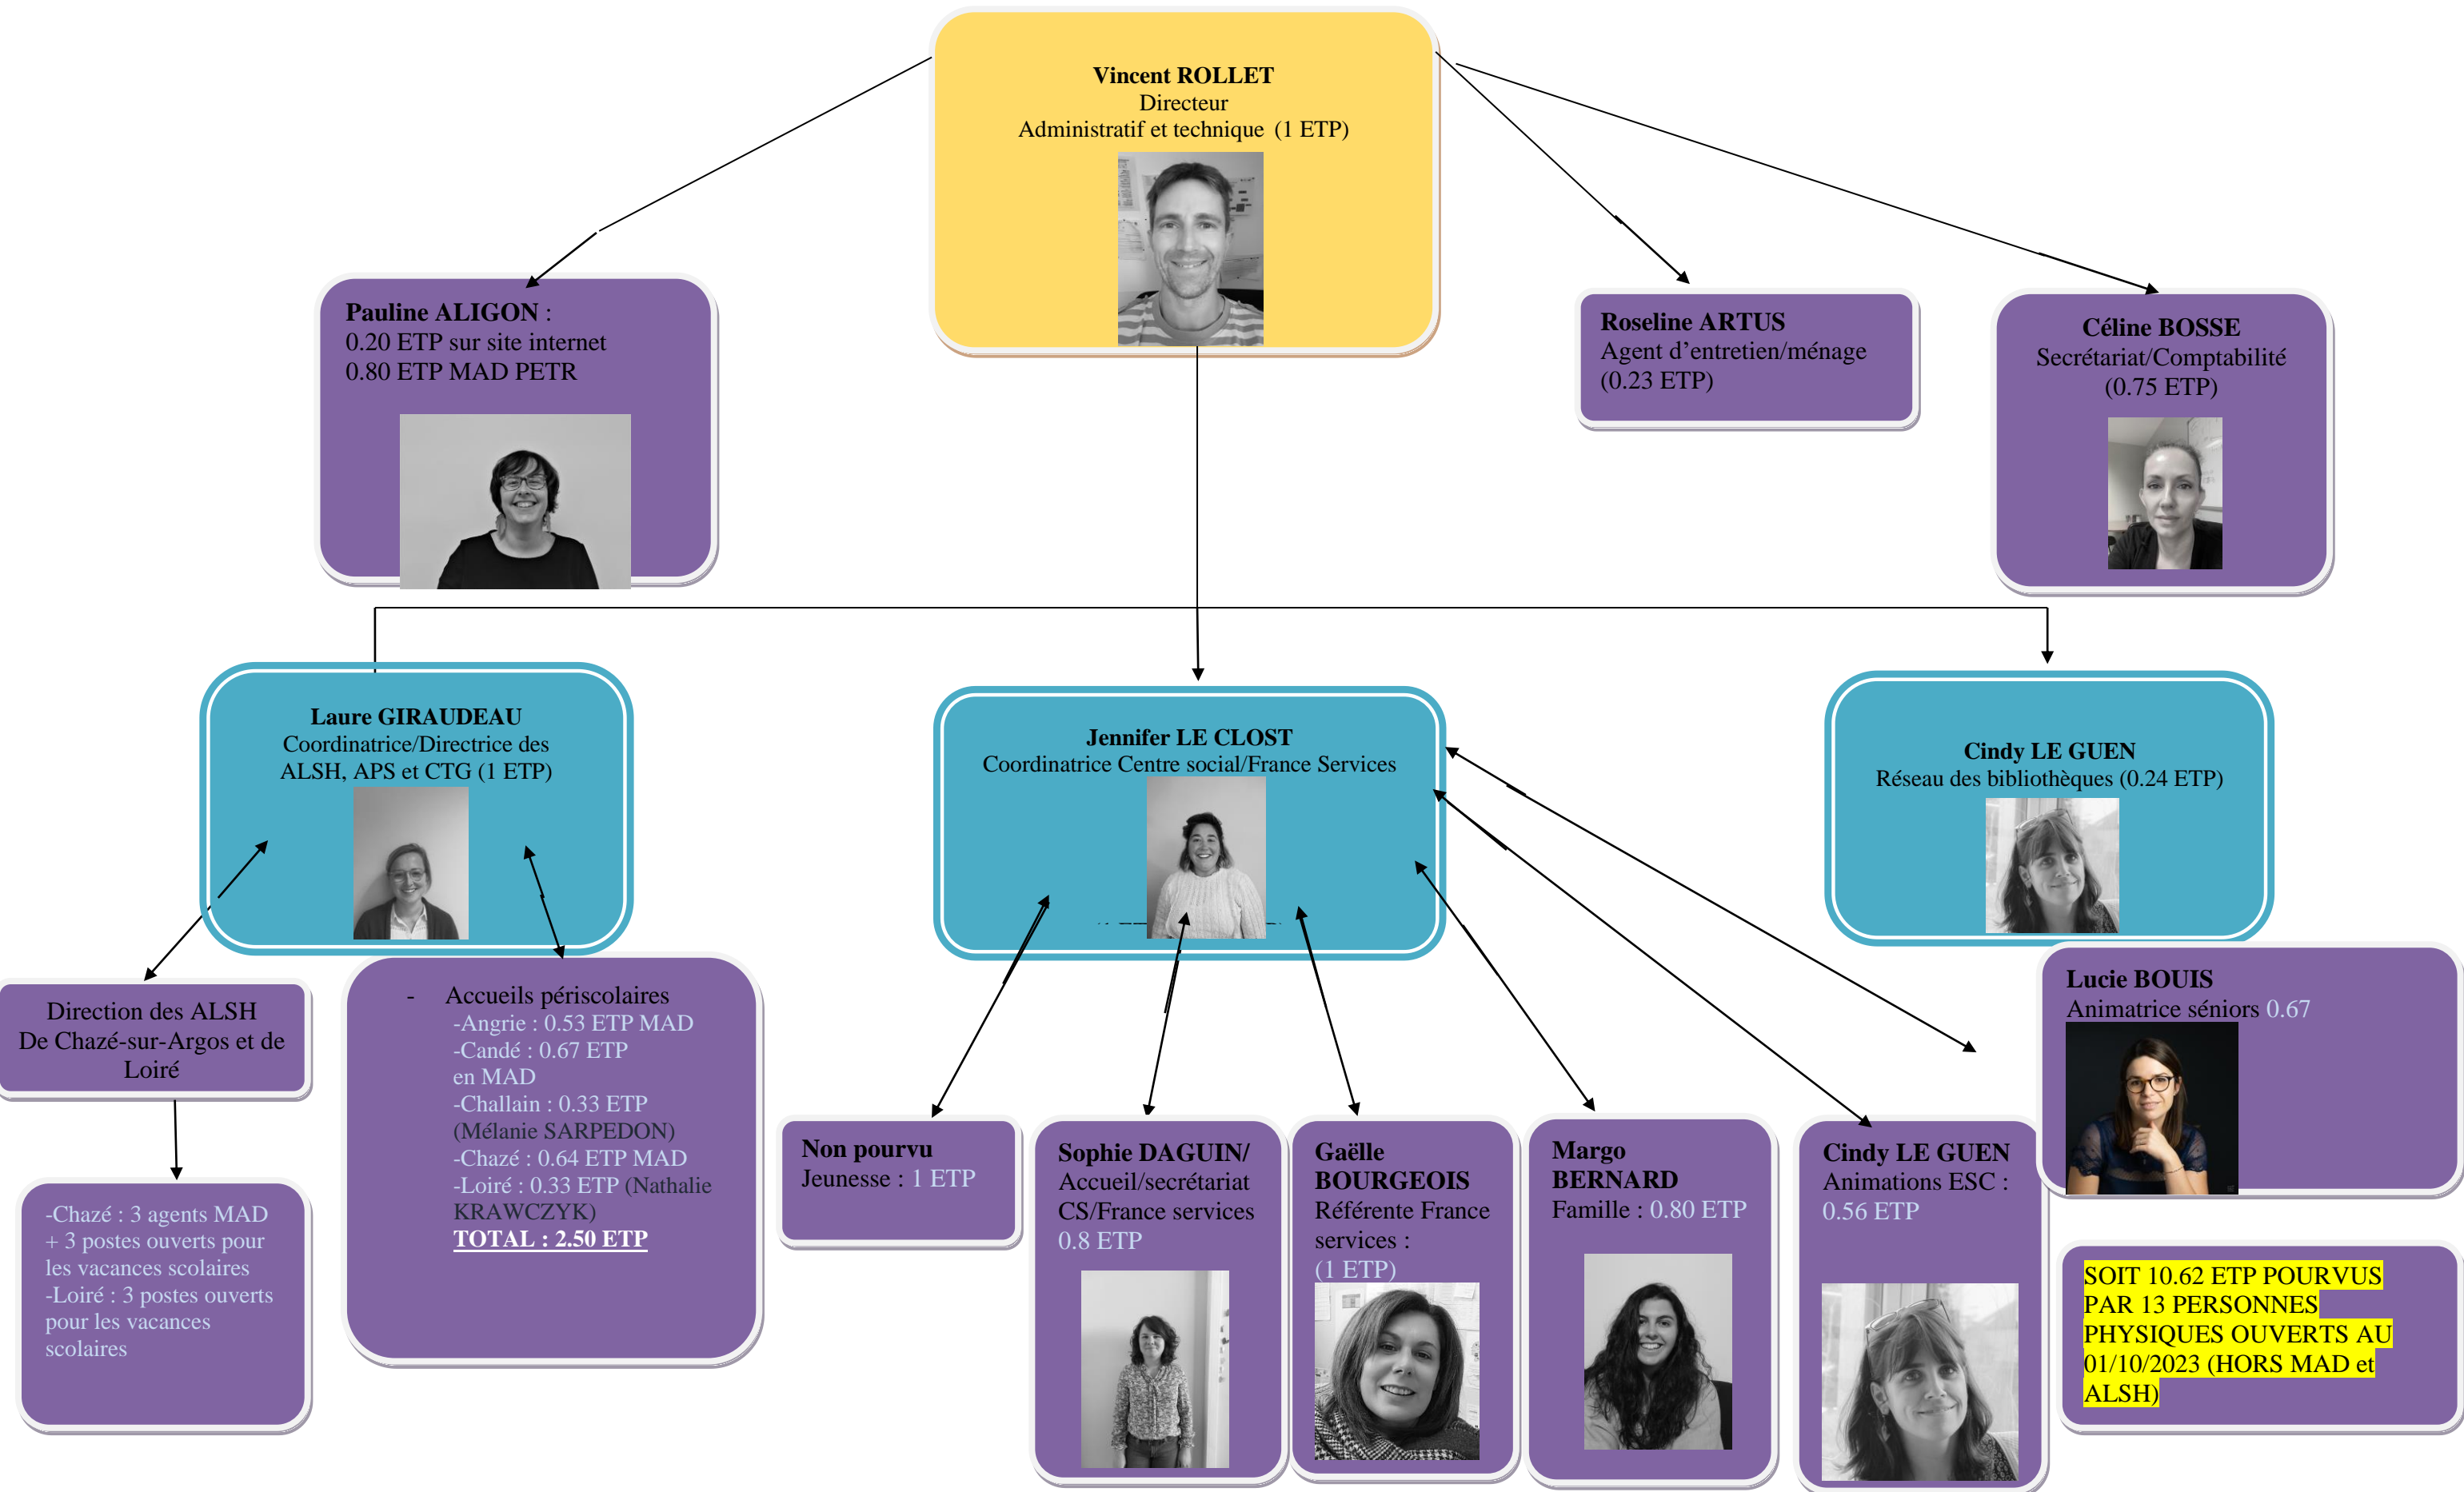 Vincent ROLLET
Directeur
Administratif et technique (1 ETP)
Pauline ALIGON :
0.20 ETP sur site internet
0.80 ETP MAD PETR
Roseline ARTUS
Agent d’entretien/ménage
(0.23 ETP)
Céline BOSSE
Secrétariat/Comptabilité
(0.75 ETP)
Laure GIRAUDEAU
Coordinatrice/Directrice des
ALSH, APS et CTG (1 ETP)
Jennifer LE CLOST
Coordinatrice Centre social/France Services
Cindy LE GUEN
Réseau des bibliothèques (0.24 ETP)
Direction des ALSH
De Chazé-sur-Argos et de
Loiré
-Chazé : 3 agents MAD
+ 3 postes ouverts pour
les vacances scolaires
-Loiré : 3 postes ouverts
pour les vacances
scolaires
- Accueils périscolaires
-Angrie : 0.53 ETP MAD
-Candé : 0.67 ETP
en MAD
-Challain : 0.33 ETP
(Mélanie SARPEDON)
-Chazé : 0.64 ETP MAD
-Loiré : 0.33 ETP (Nathalie
KRAWCZYK)
TOTAL : 2.50 ETP
Non pourvu
Jeunesse : 1 ETP
Sophie DAGUIN/
Accueil/secrétariat
CS/France services
0.8 ETP
Gaëlle
BOURGEOIS
Référente France
services :
(1 ETP)
Margo
BERNARD
Famille : 0.80 ETP
Cindy LE GUEN
Animations ESC :
0.56 ETP
Lucie BOUIS
Animatrice séniors 0.67
SOIT 10.62 ETP POURVUS
PAR 13 PERSONNES
PHYSIQUES OUVERTS AU
01/10/2023 (HORS MAD et
ALSH)